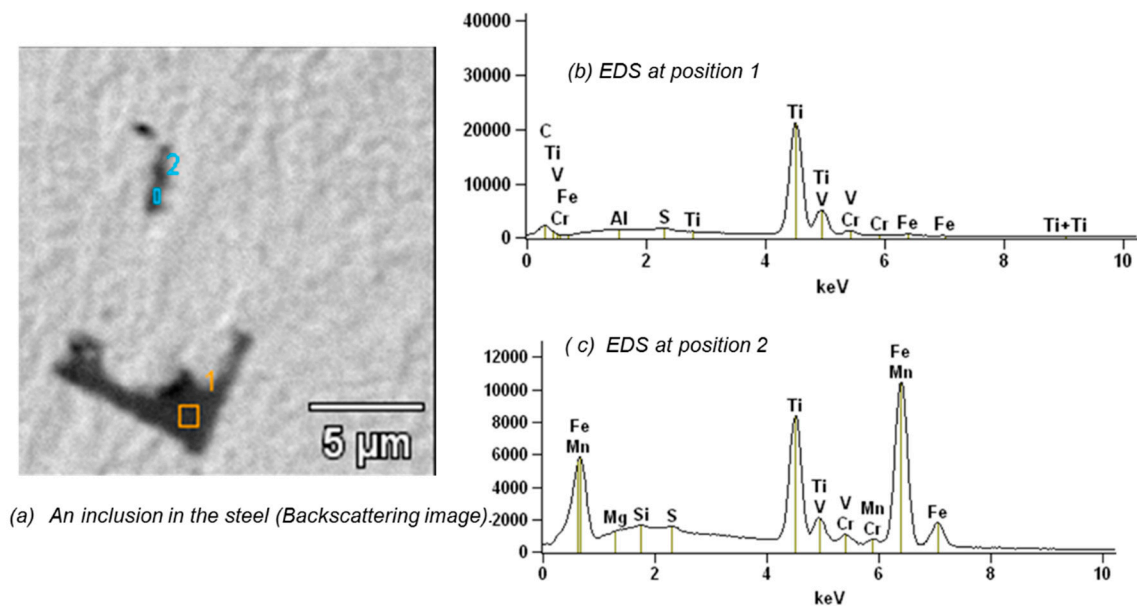 2
1
5 µm
(a) An inclusion in the steel (Backscattering image).
40000
30000
20000
10000
0
(b) EDS at position 1
C
Ti
V
Fe
Cr
Al
S
Ti
Ti
Ti
V
V
Cr
Cr
Fe
Fe
Ti+Ti
0 2 4 6 8 10
keV
( c) EDS at position 2
12000
10000
8000
6000
4000
2000
0
Fe
Mn
Mg
Si
S
Ti
Ti
V
V
Cr
Mn
Cr
Fe
Mn
Fe
0 2 4 6 8 10
keV